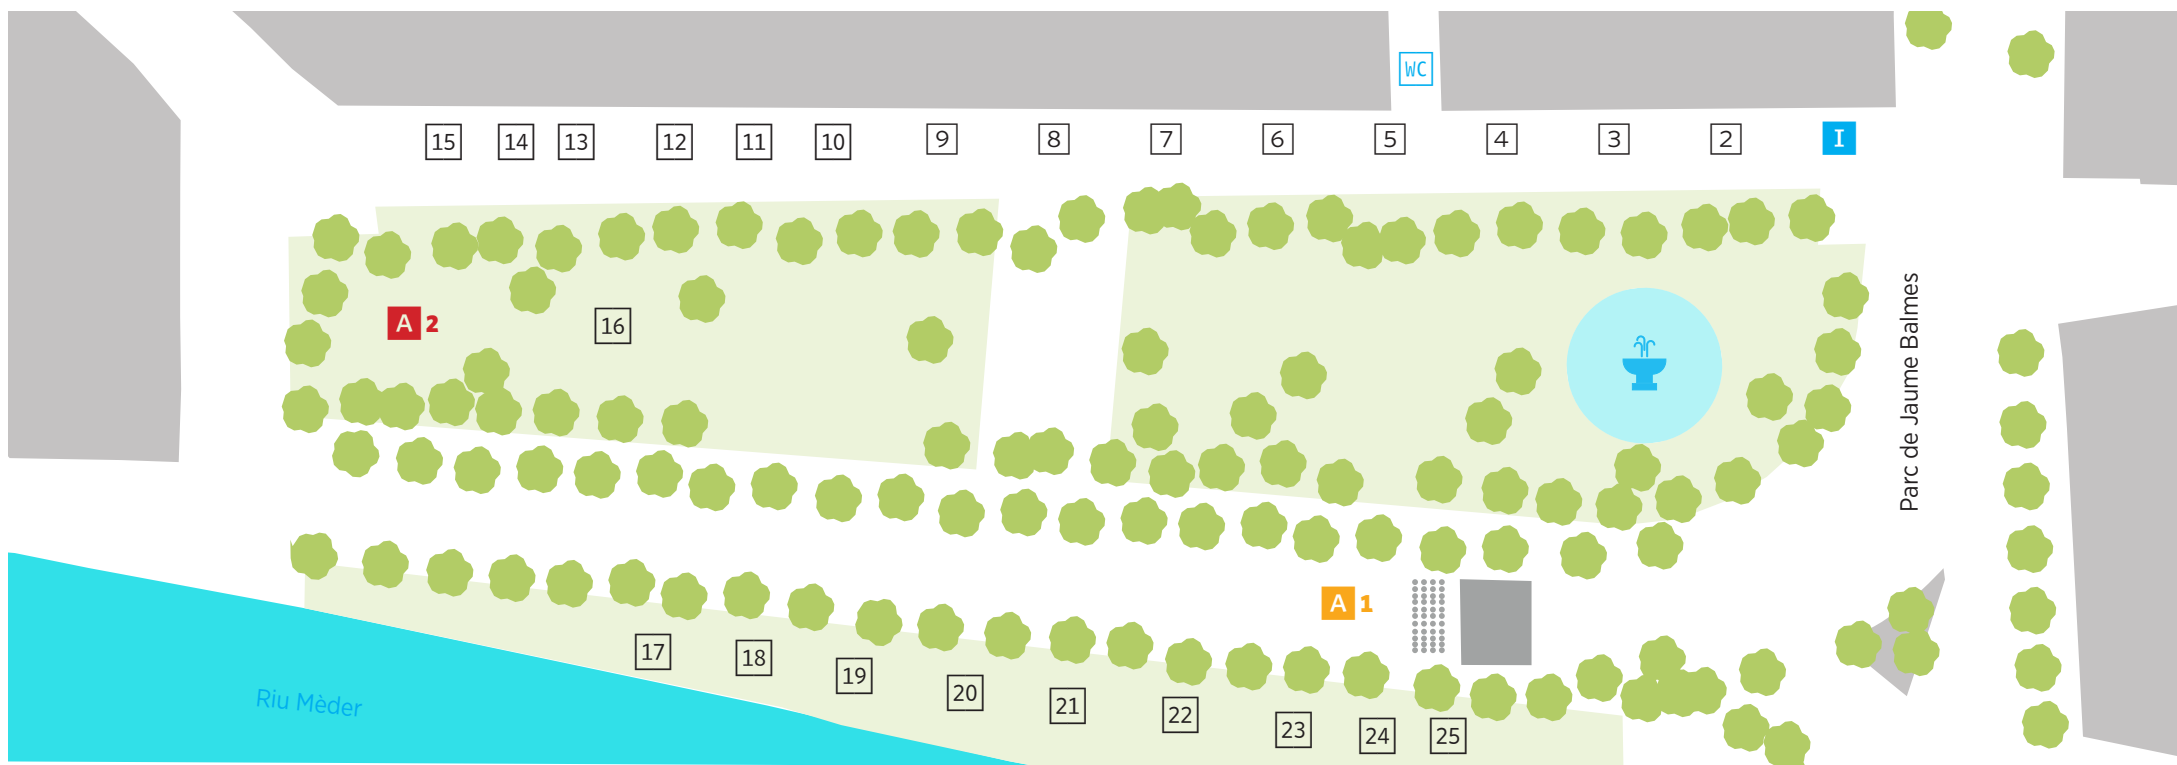 WC
15 14 13 12 11 10 9 8 7 6 5 4 3 2 I
A 2
16
Parc de Jaume Balmes
A 1
17 18 19 20 21 22 23 24 25
Riu Mèder